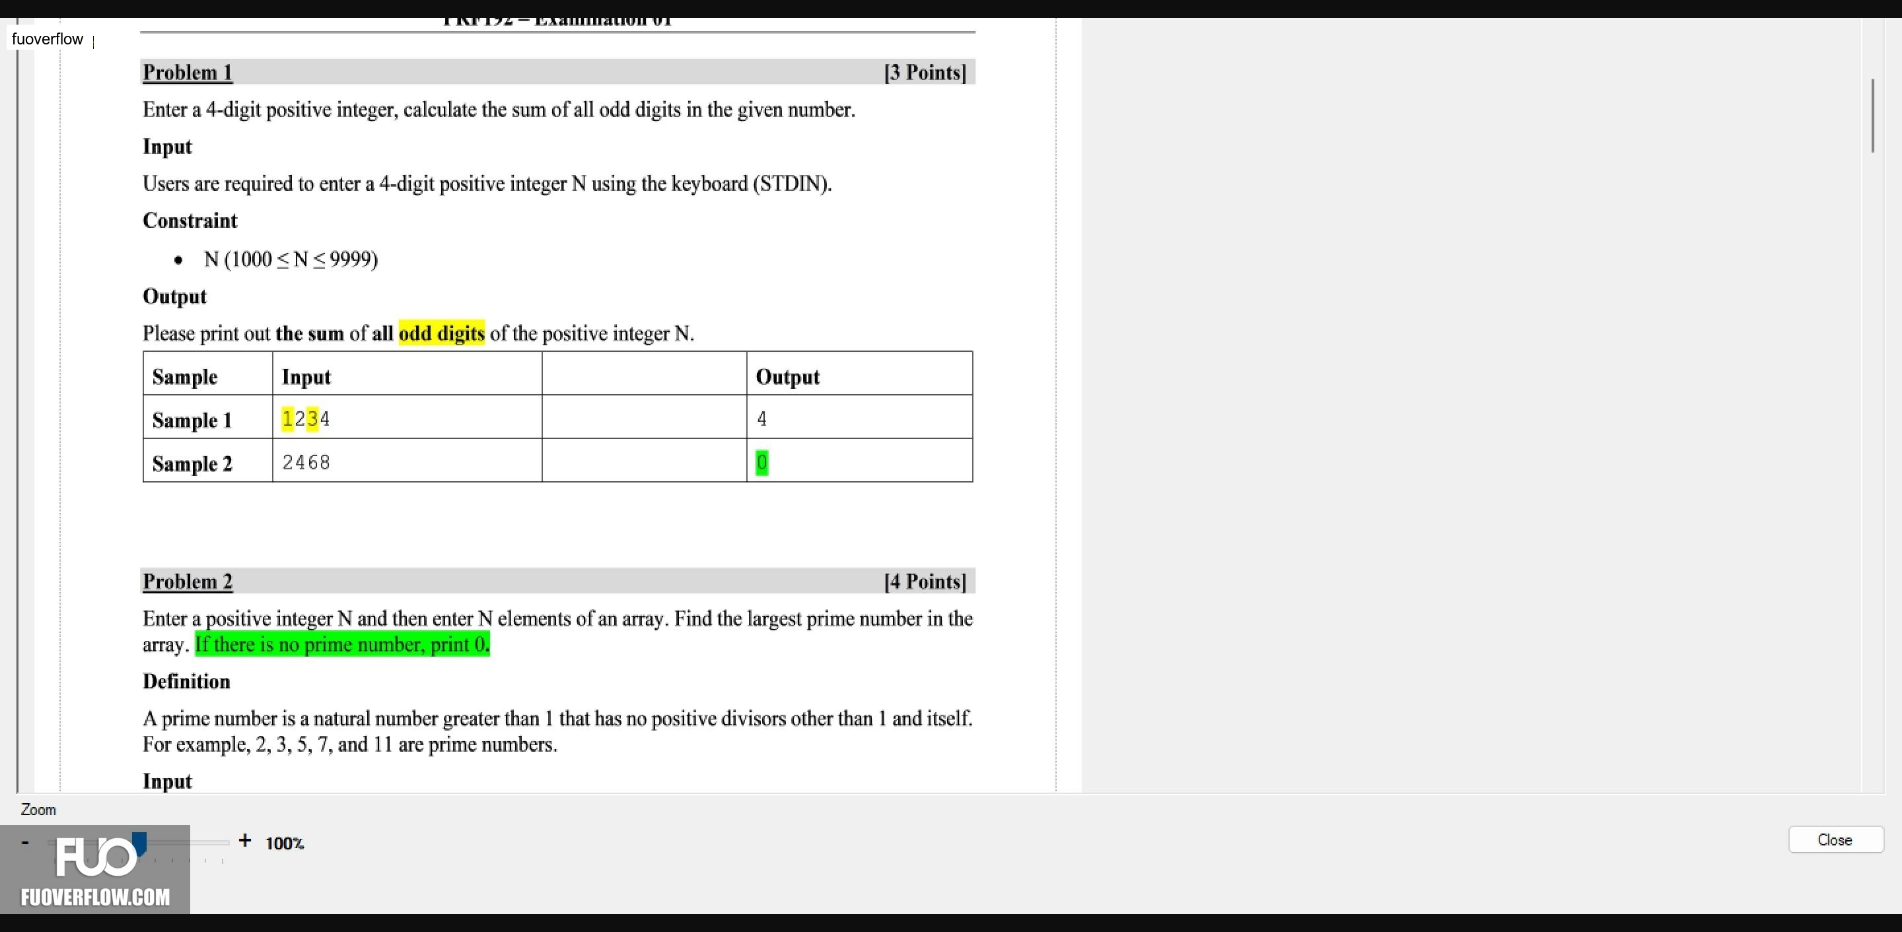 PRF192 – Examination 01
fuoverflow
Problem 1 [3 Points]
Enter a 4-digit positive integer, calculate the sum of all odd digits in the given number.
Input
Users are required to enter a 4-digit positive integer N using the keyboard (STDIN).
Constraint
• N (1000 ≤ N ≤ 9999)
Output
Please print out the sum of all odd digits of the positive integer N.
Sample Input Output
Sample 1 1234 4
Sample 2 2468 0
Problem 2 [4 Points]
Enter a positive integer N and then enter N elements of an array. Find the largest prime number in the
array. If there is no prime number, print 0.
Definition
A prime number is a natural number greater than 1 that has no positive divisors other than 1 and itself.
For example, 2, 3, 5, 7, and 11 are prime numbers.
Input
Zoom
- + 100%
Close
FUO
FUOVERFLOW.COM